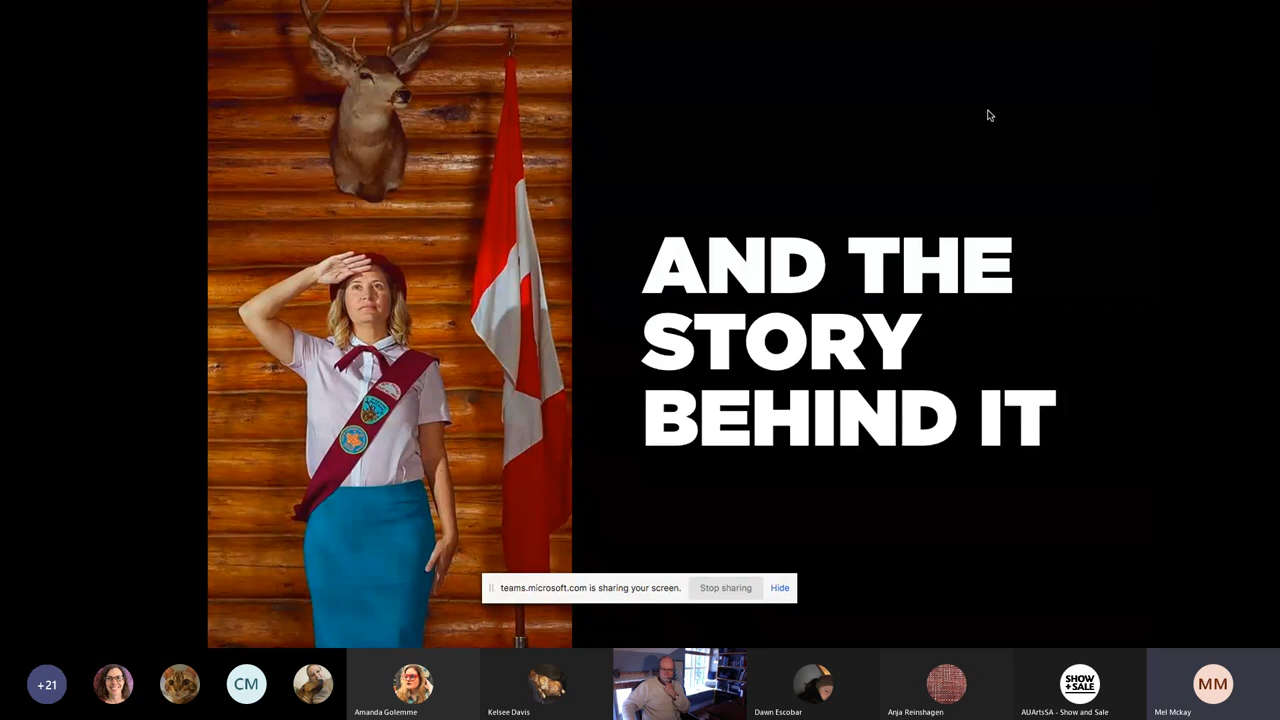 AND THE
STORY
BEHIND IT
teams.microsoft.com is sharing your screen.
Stop sharing
Hide
+21
CM
Amanda Golemme
Kelsee Davis
Dawn Escobar
Anja Reinshagen
SHOW
+SALE
AUArtsSA - Show and Sale
MM
Mel Mckay